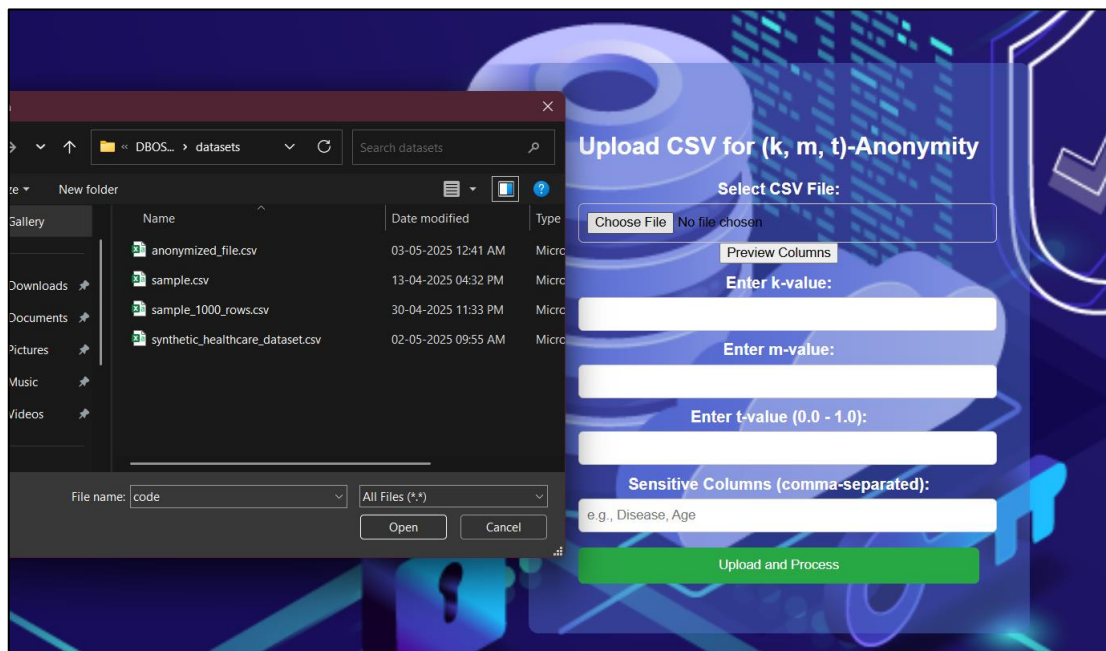 DBOS... › datasets
Search datasets
New folder
Gallery
Name
Date modified
Type
anonymized_file.csv
03-05-2025 12:41 AM
sample.csv
13-04-2025 04:32 PM
sample_1000_rows.csv
30-04-2025 11:33 PM
synthetic_healthcare_dataset.csv
02-05-2025 09:55 AM
Downloads
Documents
Pictures
Music
Videos
File name: code
All Files (*.*)
Open
Cancel
Upload CSV for (k, m, t)-Anonymity
Select CSV File:
Choose File No file chosen
Preview Columns
Enter k-value:
Enter m-value:
Enter t-value (0.0 - 1.0):
Sensitive Columns (comma-separated):
e.g., Disease, Age
Upload and Process